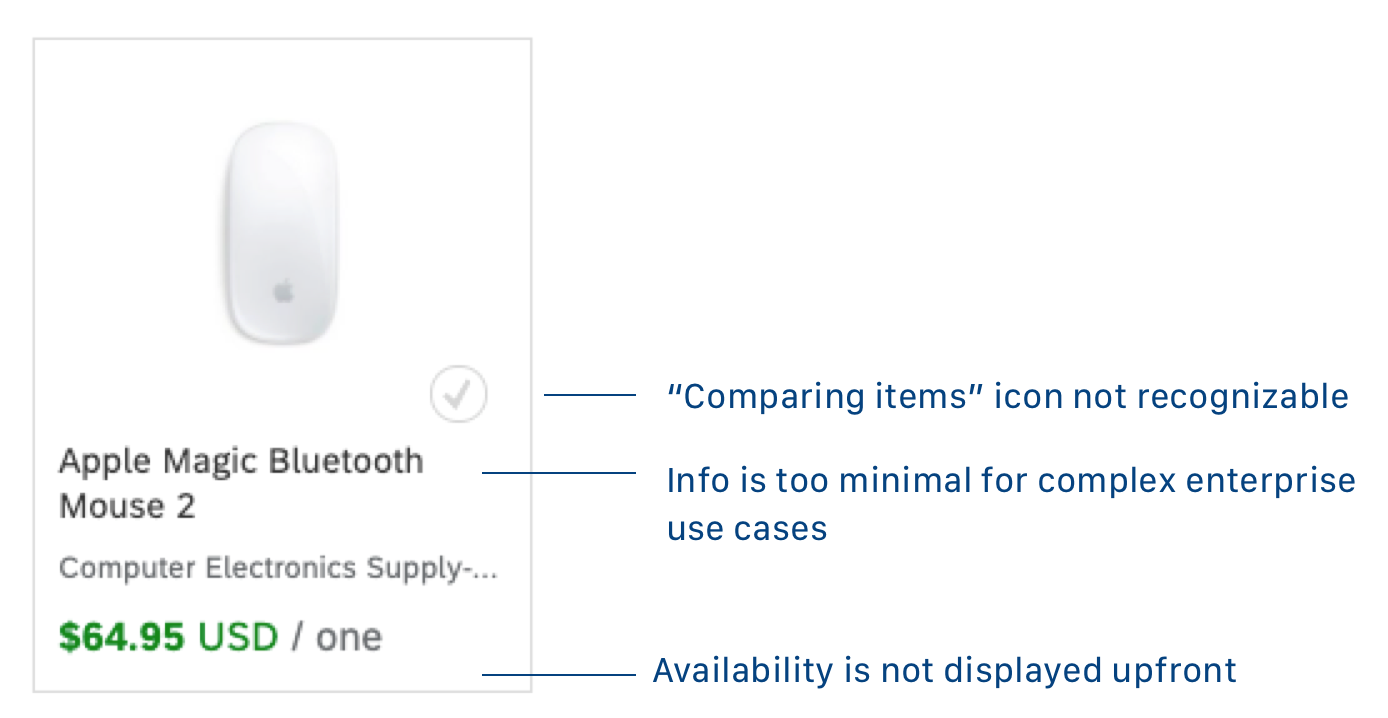 “Comparing items” icon not recognizable
Apple Magic Bluetooth
Mouse 2
Info is too minimal for complex enterprise
use cases
Computer Electronics Supply-...
$64.95 USD / one
Availability is not displayed upfront